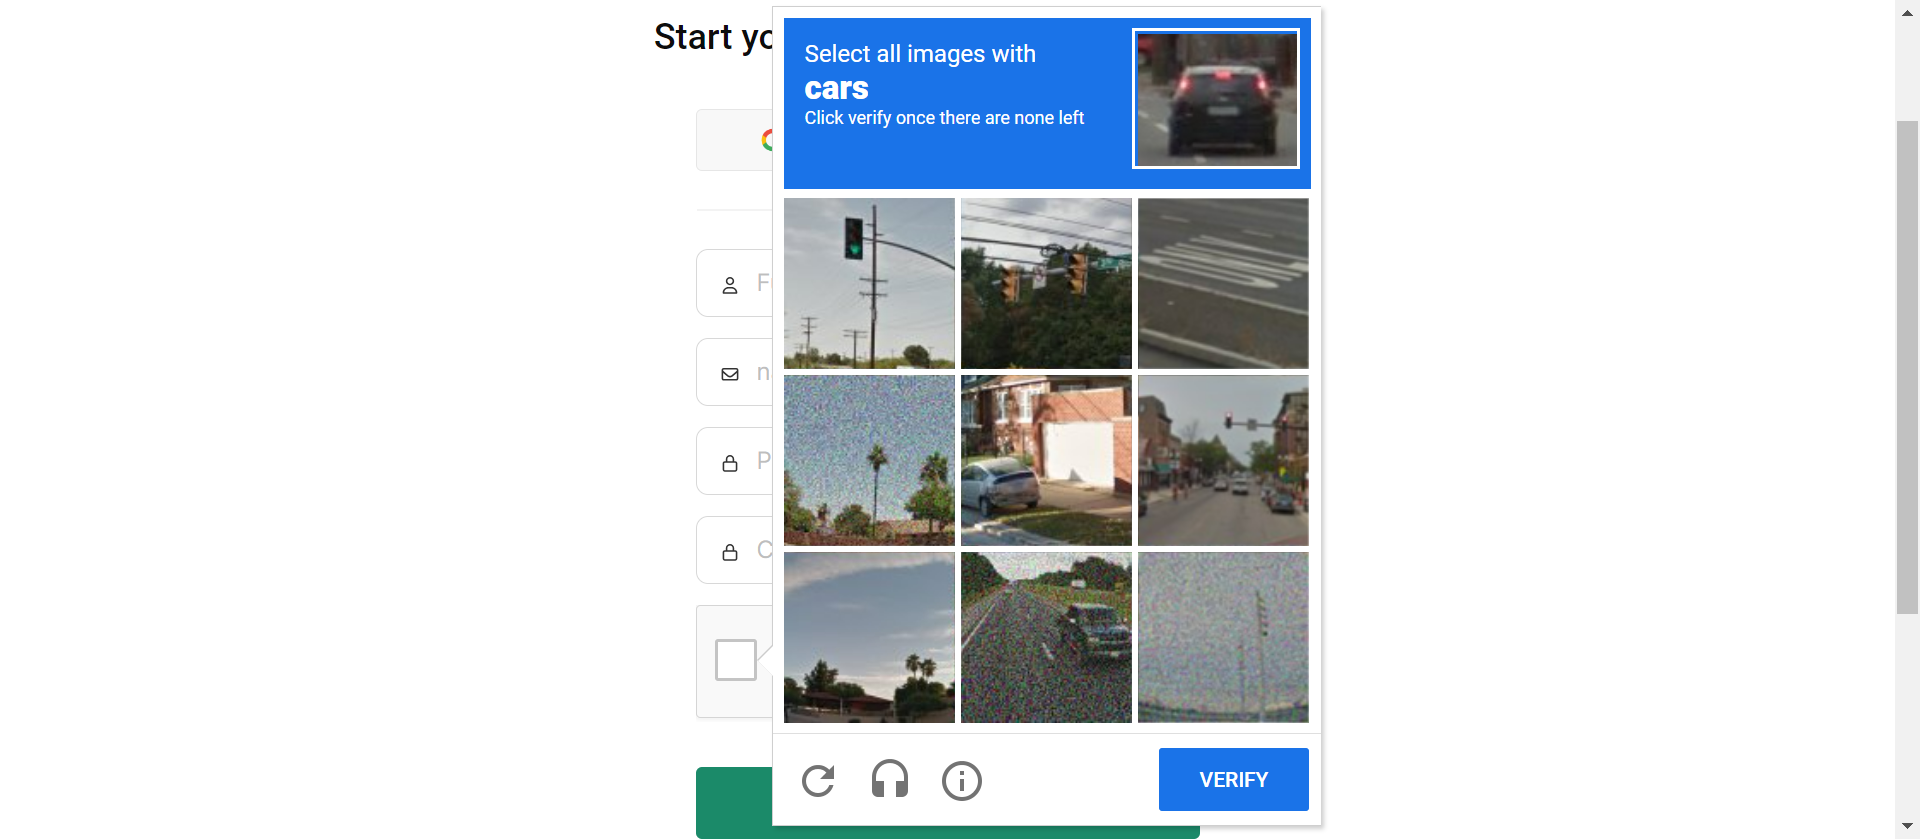 Start yo
Select all images with
cars
Click verify once there are none left
F
n
P
C
VERIFY